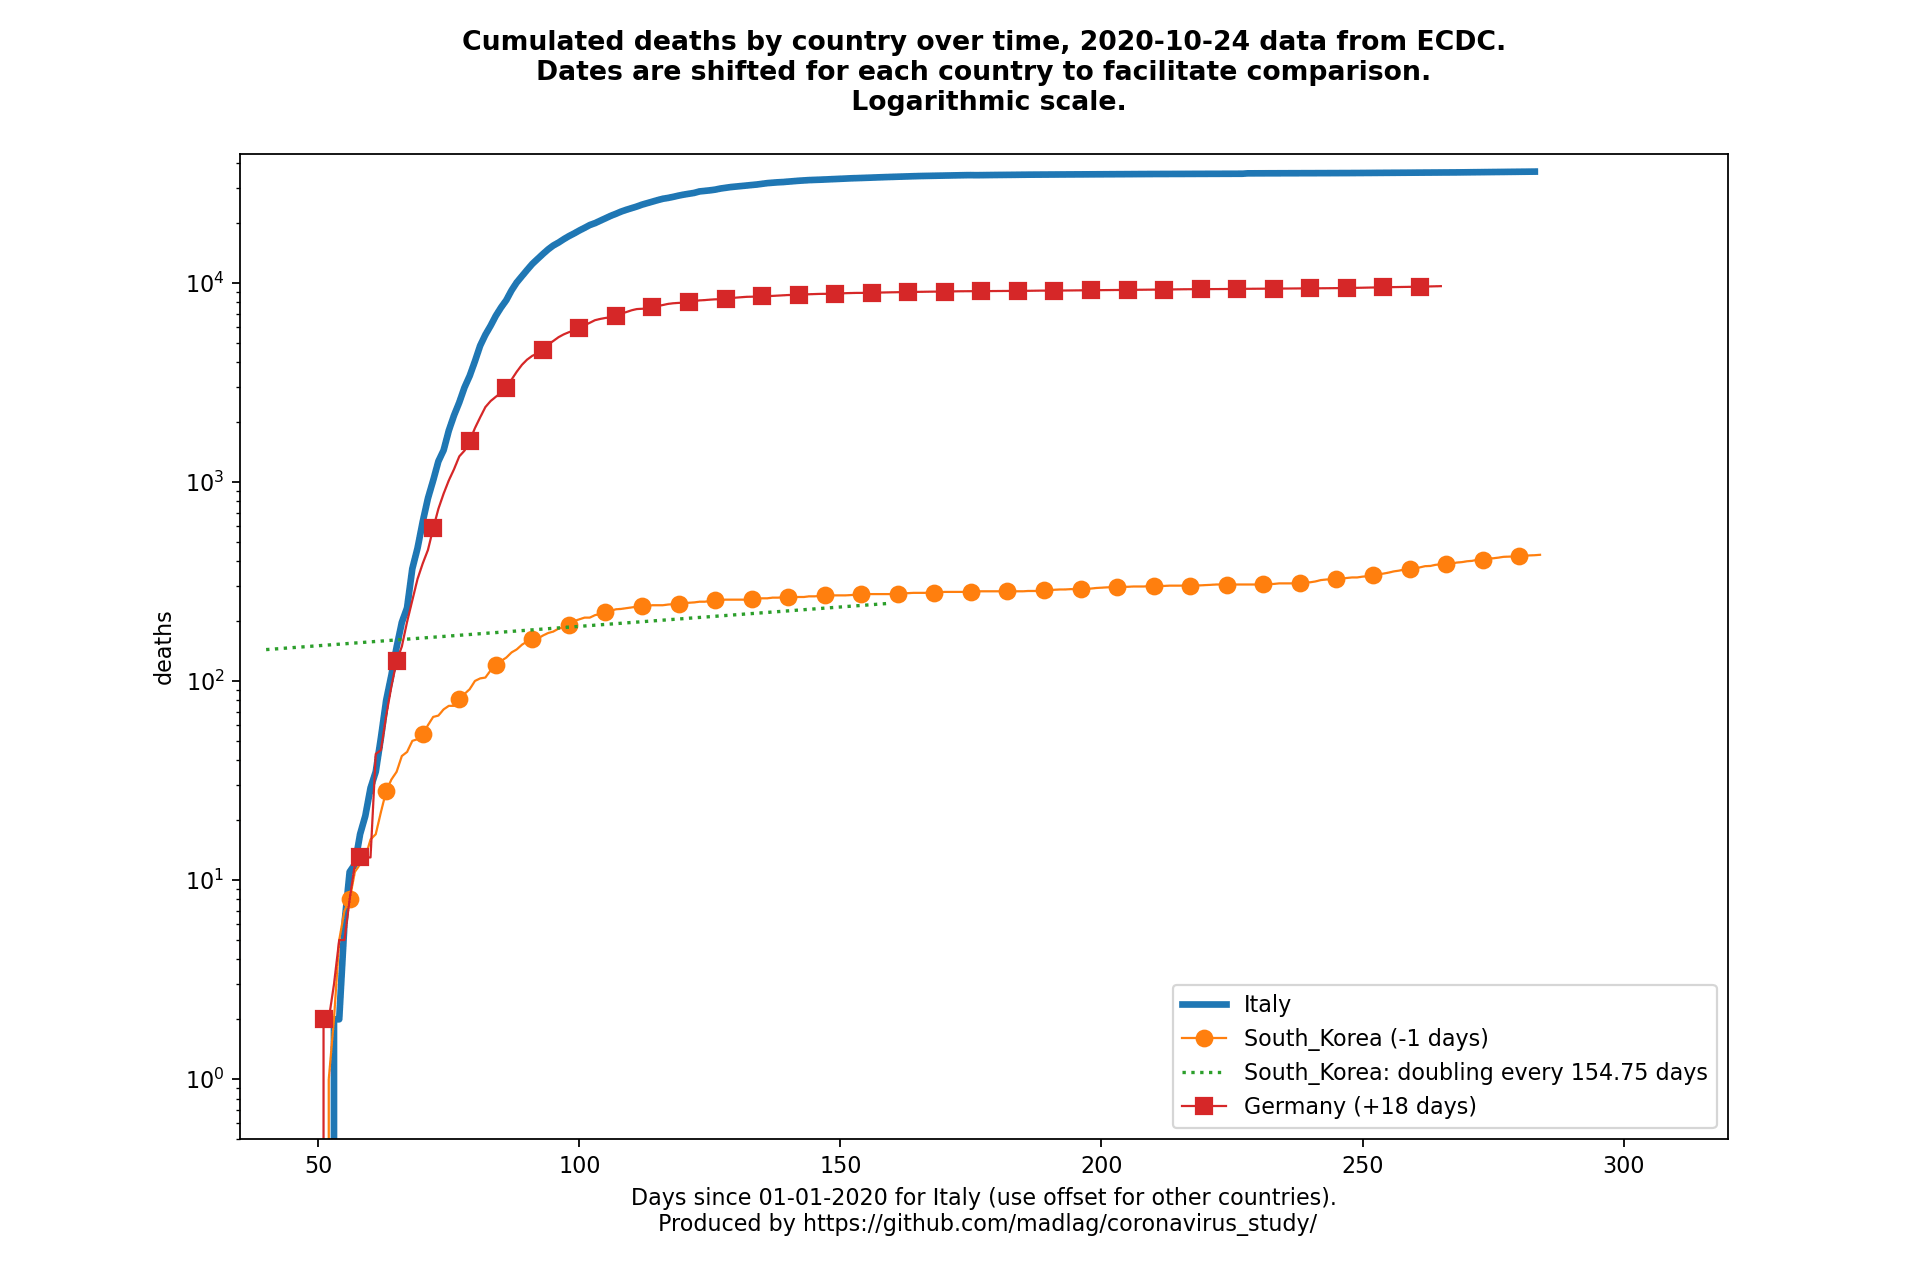 Cumulated deaths by country over time, 2020-10-24 data from ECDC.
Dates are shifted for each country to facilitate comparison.
Logarithmic scale.
deaths
10^4
10^3
10^2
10^1
10^0
50 100 150 200 250 300
Italy
South_Korea (-1 days)
South_Korea: doubling every 154.75 days
Germany (+18 days)
Days since 01-01-2020 for Italy (use offset for other countries).
Produced by https://github.com/madlag/coronavirus_study/